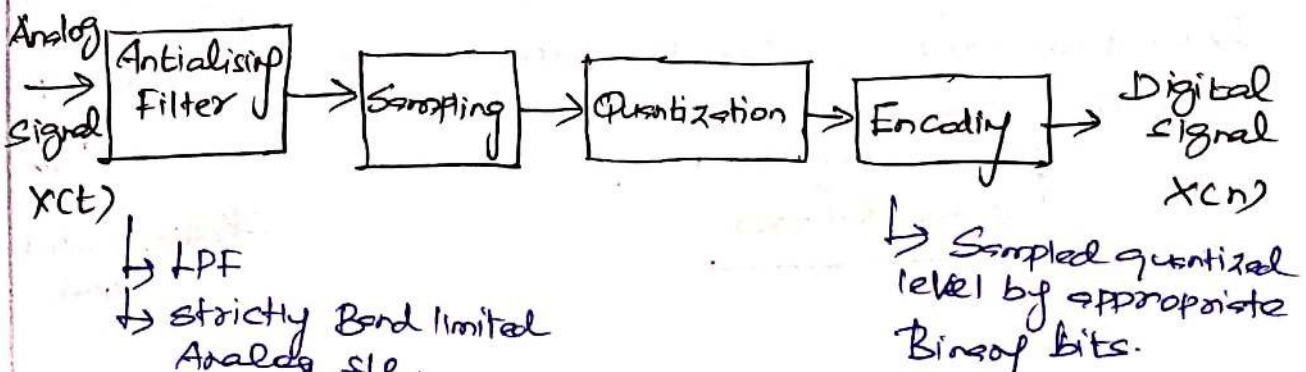 Analog
signal
X(t)
Antialising
Filter
Sampling
Quantization
Encoding
Digital
signal
X(n)
↳ LPF
↳ strictly Band limited
Analog
↳ Sampled quantized
level by appropriate
Binary bits.